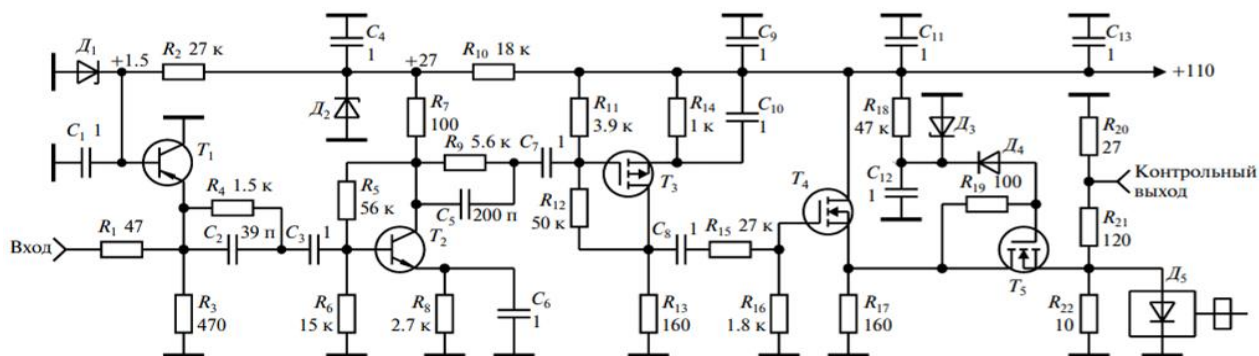 Д1
+1.5
R2 27 к
C4
1
+27
R10 18 к
C9
1
C11
1
C13
1
+110
Д2
R7
100
R11
3.9 к
R14
1 к
C10
1
R18
47 к
Д3
Д4
R20
27
C1 1
T1
R9 5.6 к
C7
1
T3
T4
C12
1
R19
100
Контрольный
выход
R4 1.5 к
R5
56 к
C5
200 п
R12
50 к
R21
120
Вход
R1 47
C2
39 п
C3
1
T2
C8
1
R15 27 к
T5
Д5
R3
470
R6
15 к
R8
2.7 к
C6
1
R13
160
R16
1.8 к
R17
160
R22
10